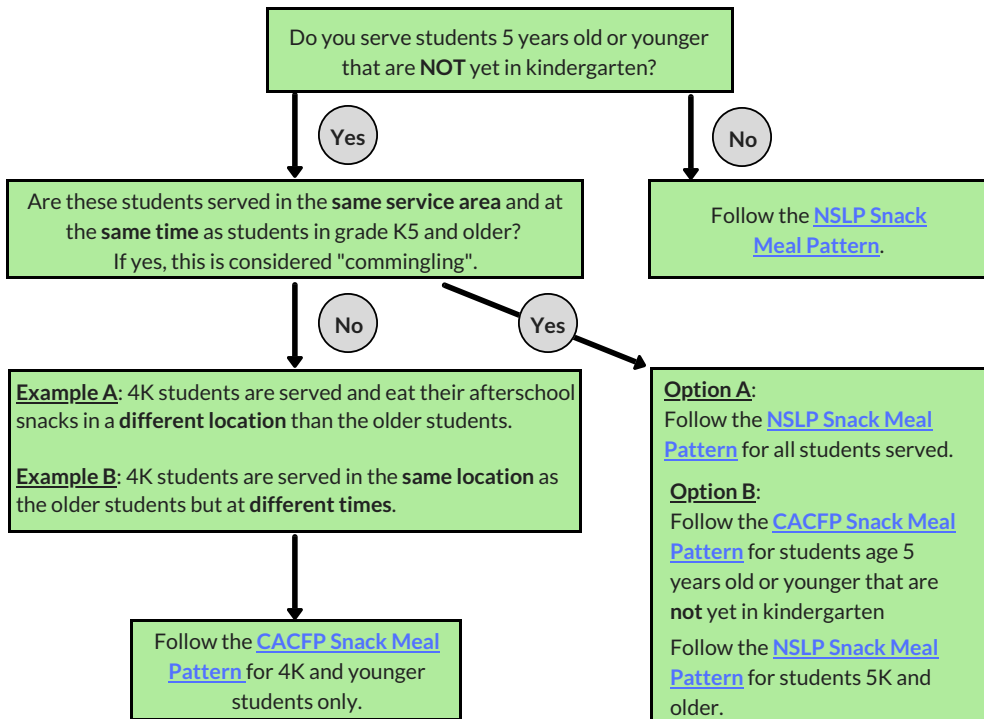 Do you serve students 5 years old or younger
that are NOT yet in kindergarten?
Yes
No
Are these students served in the same service area and at
the same time as students in grade K5 and older?
If yes, this is considered "commingling".
Follow the NSLP Snack
Meal Pattern.
No
Yes
Example A: 4K students are served and eat their afterschool
snacks in a different location than the older students.
Example B: 4K students are served in the same location as
the older students but at different times.
Option A:
Follow the NSLP Snack Meal
Pattern for all students served.
Option B:
Follow the CACFP Snack Meal
Pattern for students age 5
years old or younger that are
not yet in kindergarten
Follow the NSLP Snack Meal
Pattern for students 5K and
older.
Follow the CACFP Snack Meal
Pattern for 4K and younger
students only.